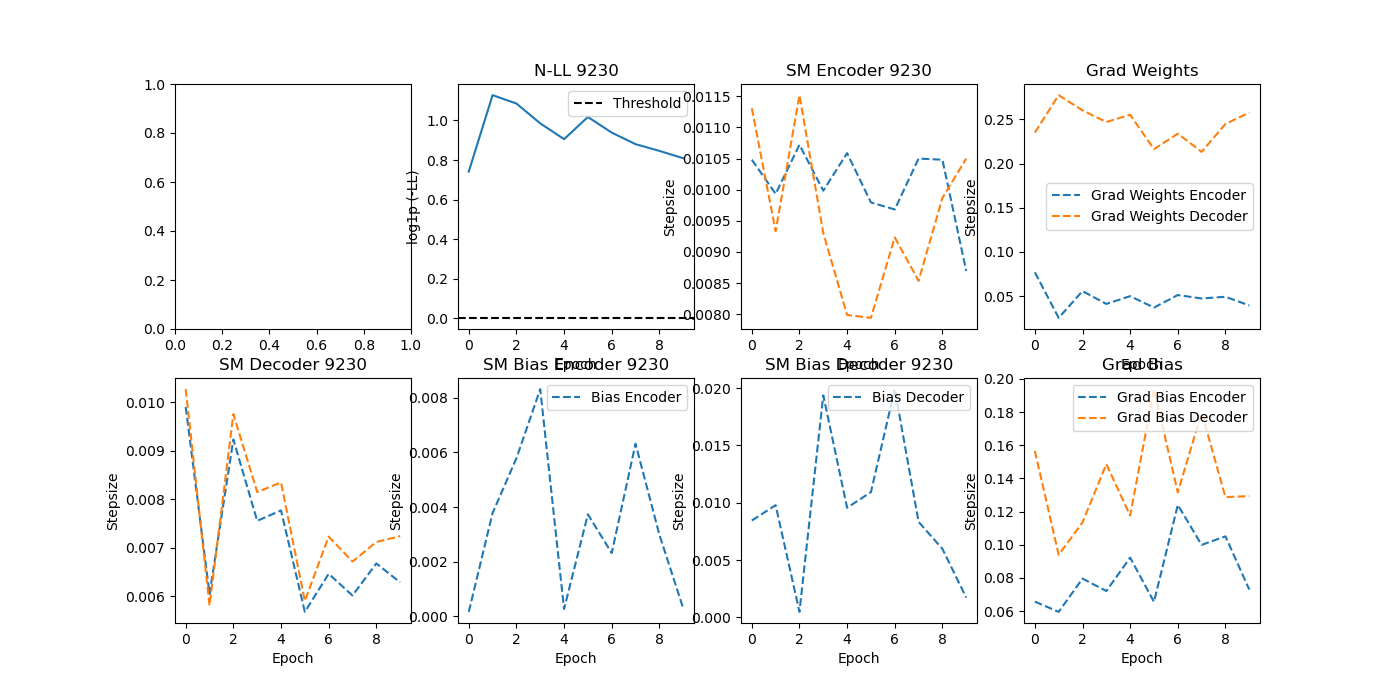 N-LL 9230
SM Encoder 9230
Grad Weights
1.0
0.8
0.6
0.4
0.2
0.0
0.0 0.2 0.4 0.6 0.8 1.0
log1p (-LL)
1.0
0.8
0.6
0.4
0.2
0.0
Threshold
0 2 4 6 8
Epoch
Stepsize
0.0115
0.0110
0.0105
0.0100
0.0095
0.0090
0.0085
0.0080
0 2 4 6 8
Epoch
Stepsize
0.25
0.20
0.15
0.10
0.05
Grad Weights Encoder
Grad Weights Decoder
0 2 4 6 8
Epoch
SM Decoder 9230
SM Bias Encoder 9230
SM Bias Decoder 9230
Grad Bias
Stepsize
0.010
0.009
0.008
0.007
0.006
0 2 4 6 8
Epoch
Stepsize
0.008
0.006
0.004
0.002
0.000
Bias Encoder
0 2 4 6 8
Epoch
Stepsize
0.020
0.015
0.010
0.005
0.000
Bias Decoder
0 2 4 6 8
Epoch
Stepsize
0.20
0.18
0.16
0.14
0.12
0.10
0.08
0.06
Grad Bias Encoder
Grad Bias Decoder
0 2 4 6 8
Epoch